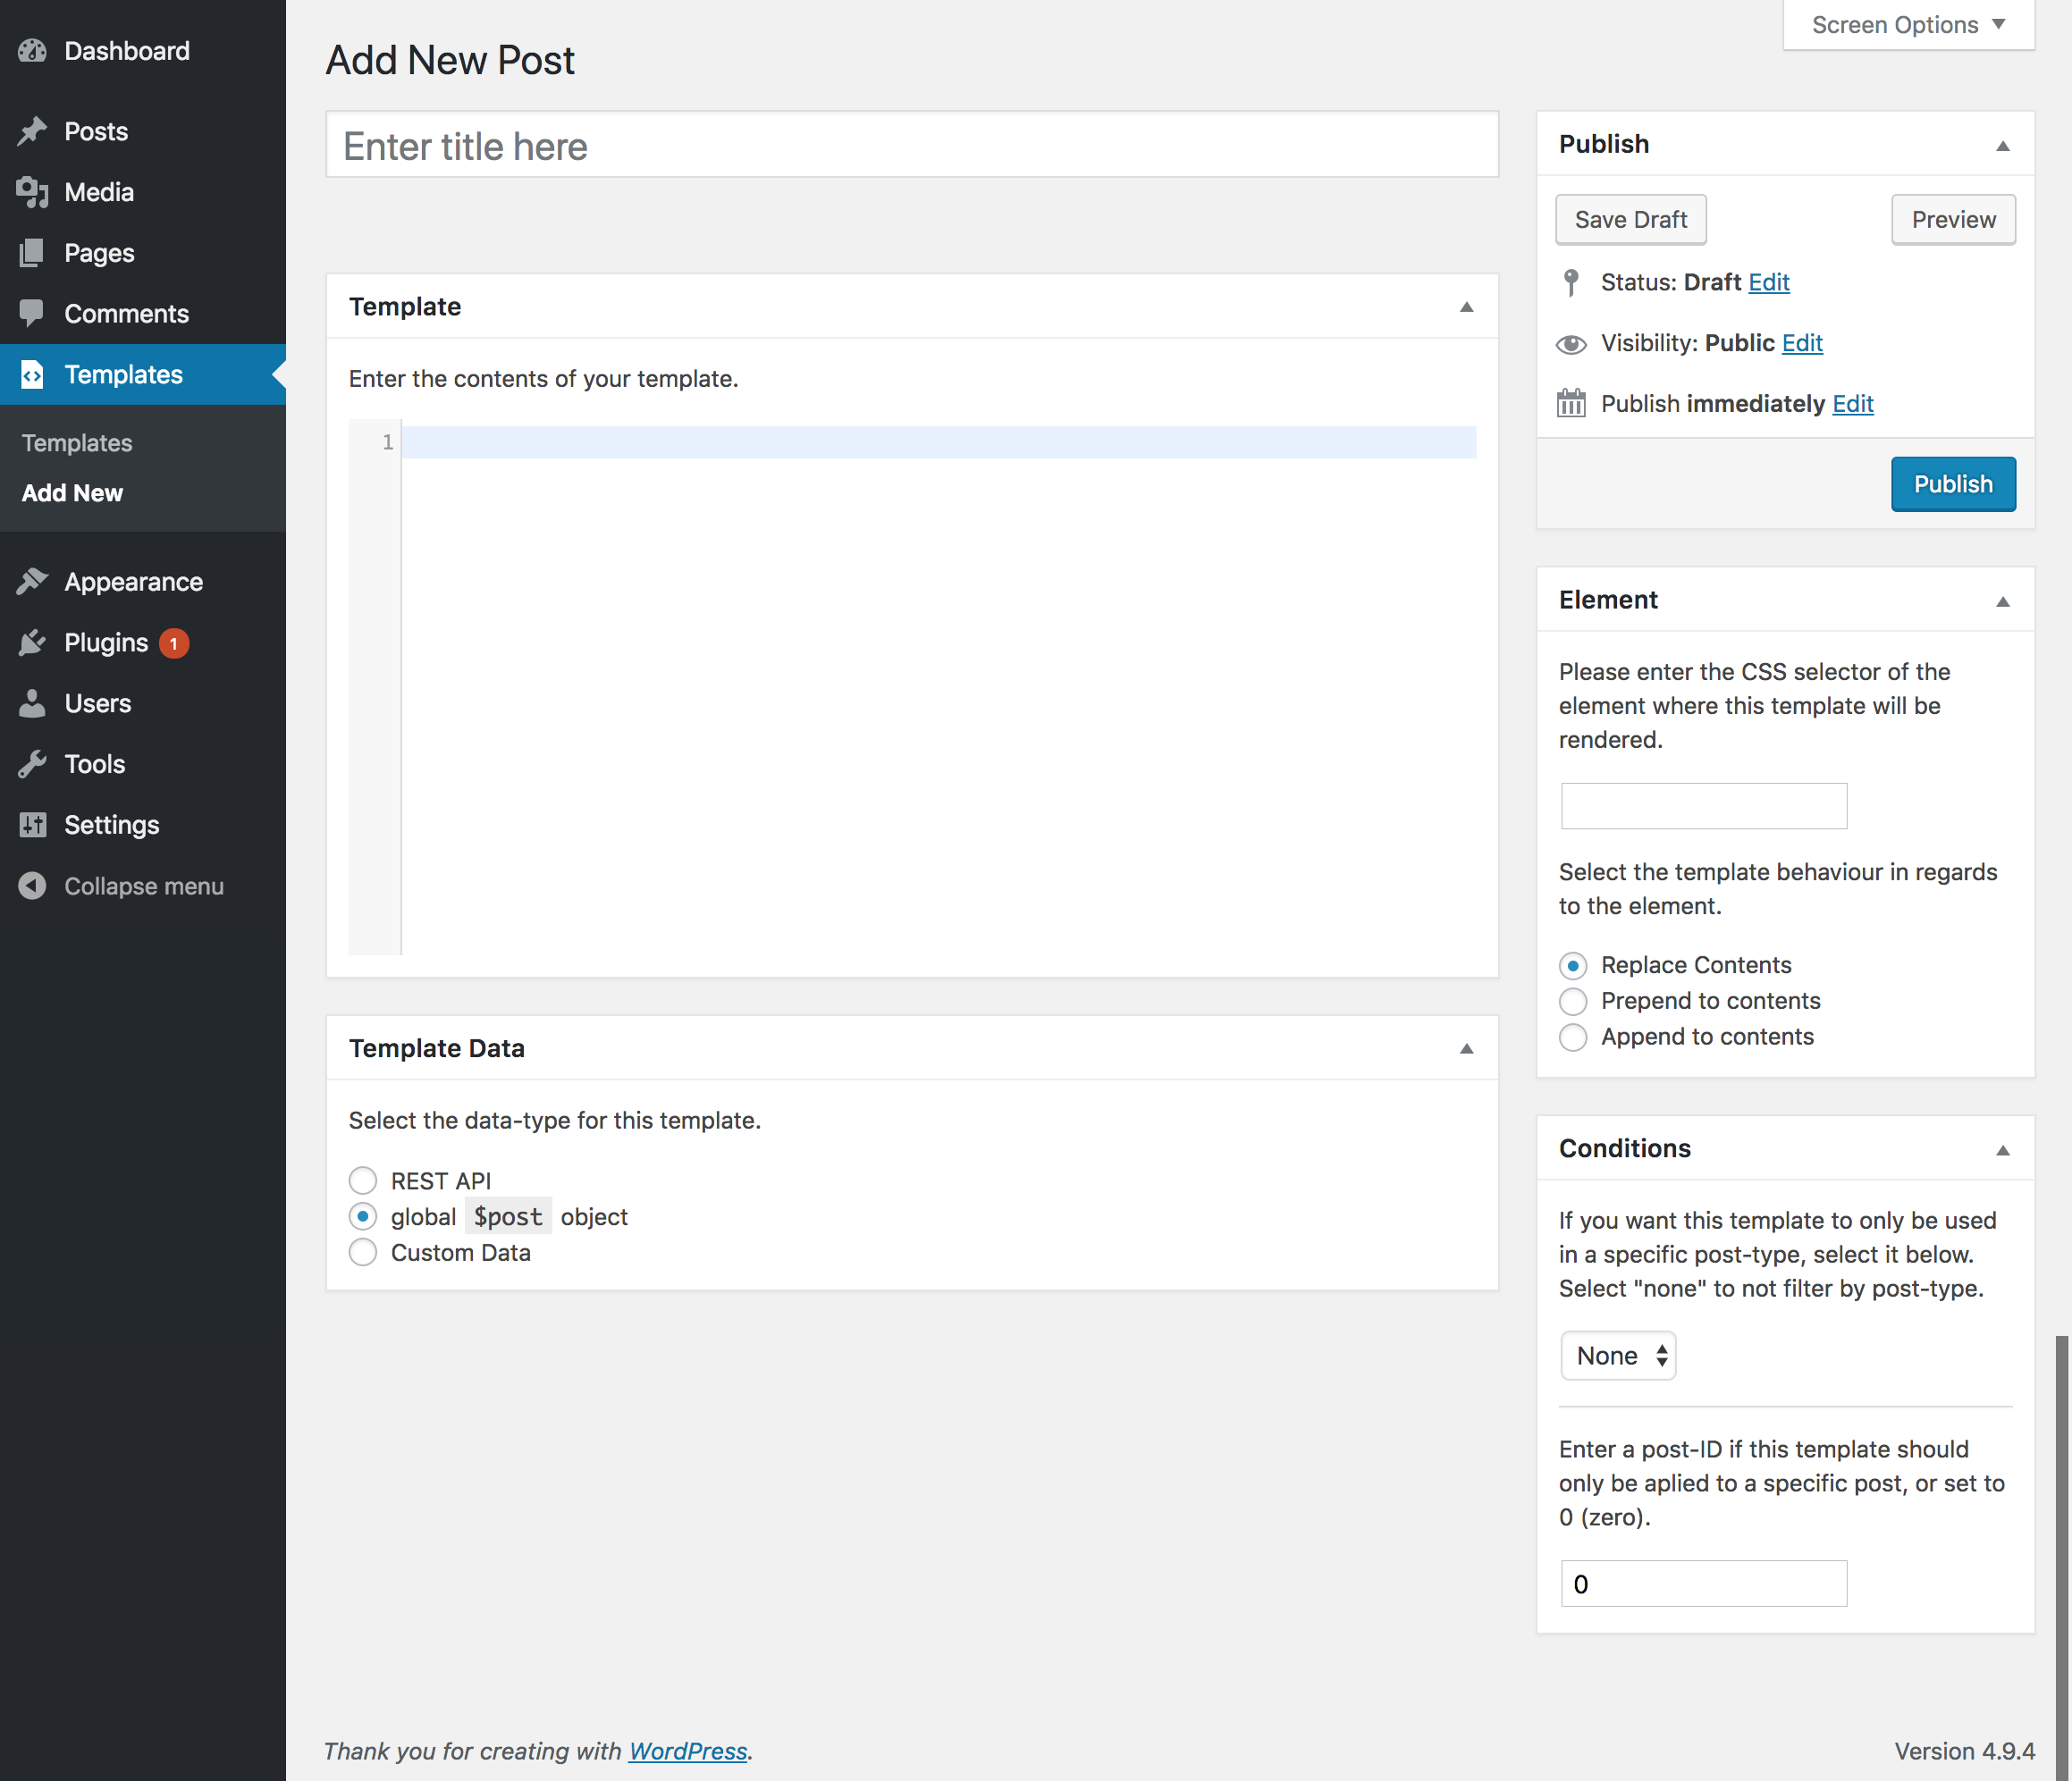 Dashboard
Posts
Media
Pages
Comments
Templates
Templates
Add New
Appearance
Plugins 1
Users
Tools
Settings
Collapse menu
Screen Options
Add New Post
Enter title here
Template
Enter the contents of your template.
1
Template Data
Select the data-type for this template.
REST API
global $post object
Custom Data
Publish
Save Draft
Preview
Status: Draft Edit
Visibility: Public Edit
Publish immediately Edit
Publish
Element
Please enter the CSS selector of the
element where this template will be
rendered.
Select the template behaviour in regards
to the element.
Replace Contents
Prepend to contents
Append to contents
Conditions
If you want this template to only be used
in a specific post-type, select it below.
Select "none" to not filter by post-type.
None
Enter a post-ID if this template should
only be aplied to a specific post, or set to
0 (zero).
0
Thank you for creating with WordPress.
Version 4.9.4